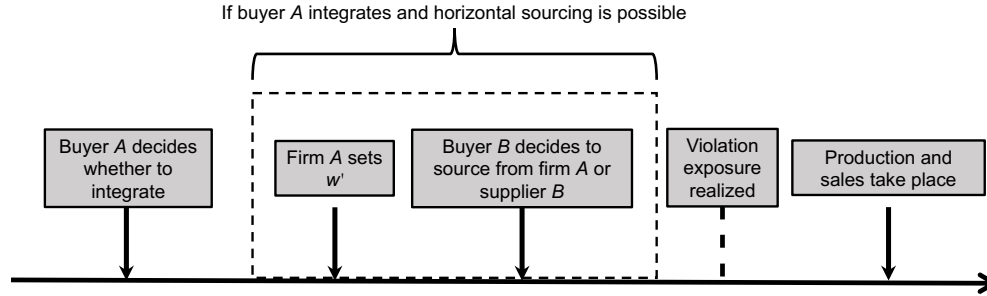 If buyer A integrates and horizontal sourcing is possible
Buyer A decides
whether to
integrate
Firm A sets
w'
Buyer B decides to
source from firm A or
supplier B
Violation
exposure
realized
Production and
sales take place